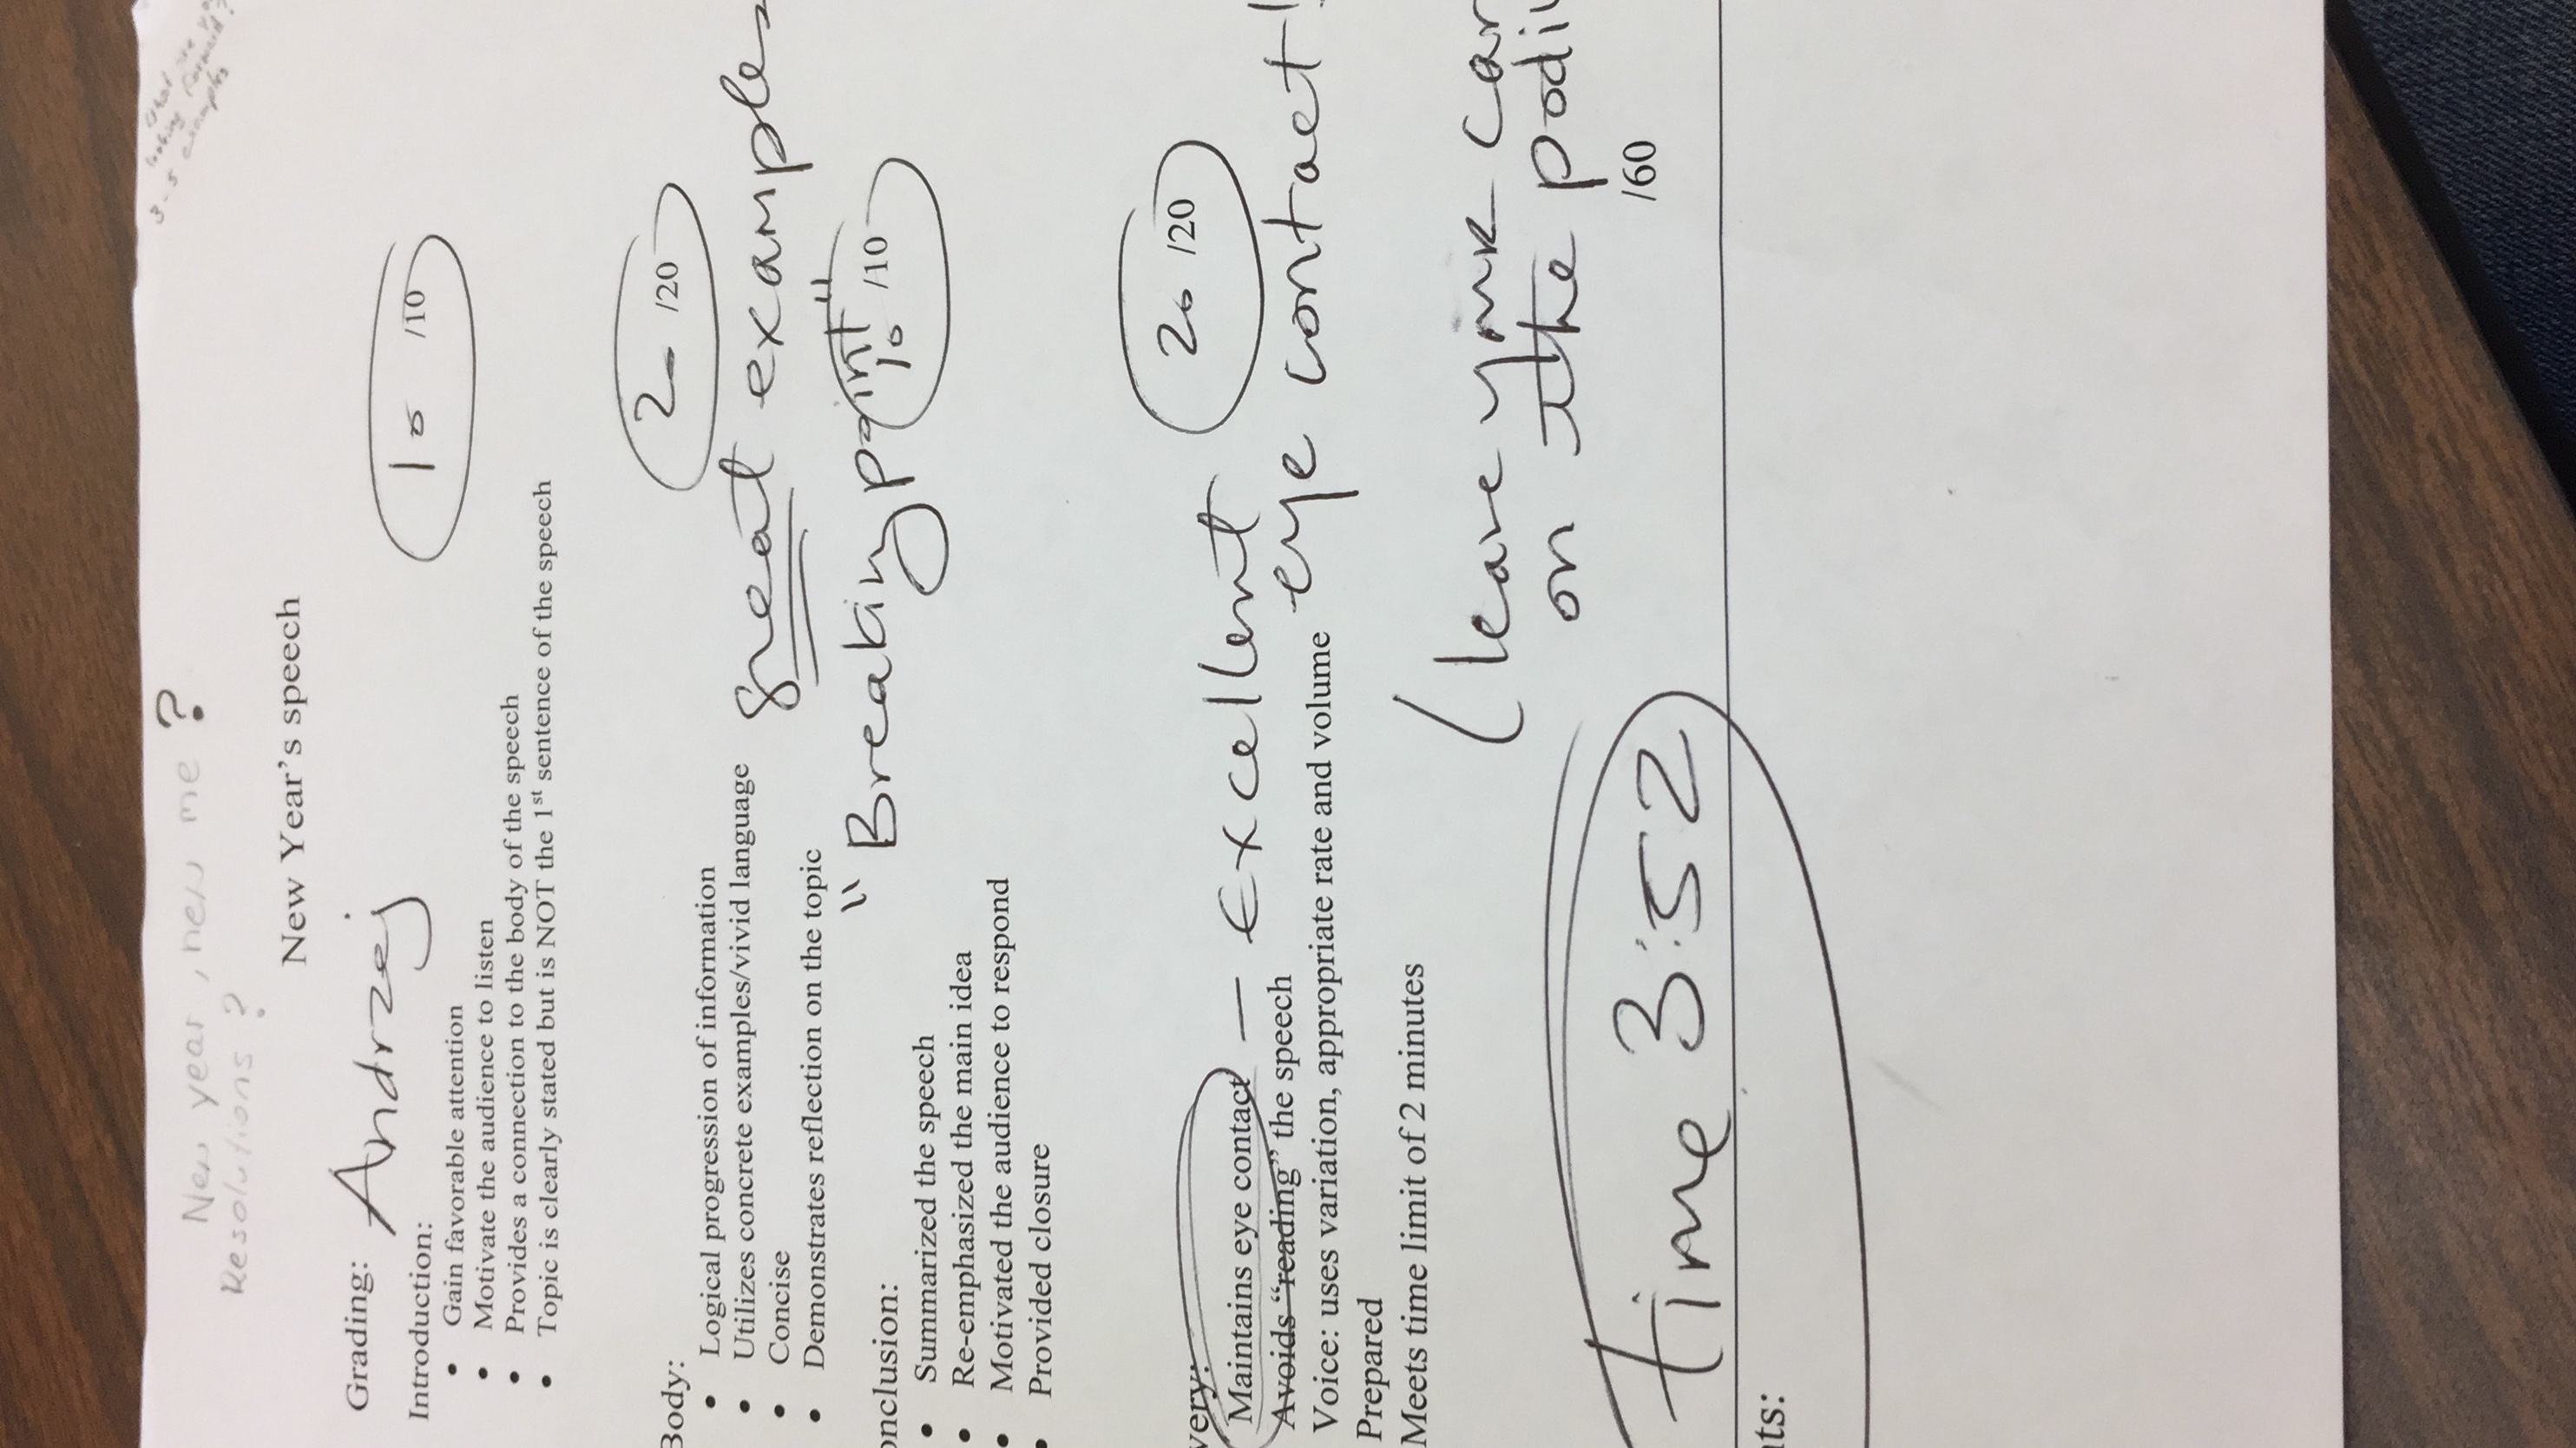 New year, new me ?
Resolutions ?
What are
looking forward?
3-5 examples
New Year's speech
Grading: Andrzej
10 /10
Introduction:
• Gain favorable attention
• Motivate the audience to listen
• Provides a connection to the body of the speech
• Topic is clearly stated but is NOT the 1st sentence of the speech
20 /20
Body:
• Logical progression of information
• Utilizes concrete examples/vivid language
great examples
• Concise
• Demonstrates reflection on the topic
"Breaking point"
10 /10
onclusion:
• Summarized the speech
• Re-emphasized the main idea
• Motivated the audience to respond
• Provided closure
20 /20
very:
Maintains eye contact — Excellent
eye contact!
Avoids "reading" the speech
Voice: uses variation, appropriate rate and volume
Prepared
Meets time limit of 2 minutes
(leave your car
on the podiu
/60
time 3:52
ts: